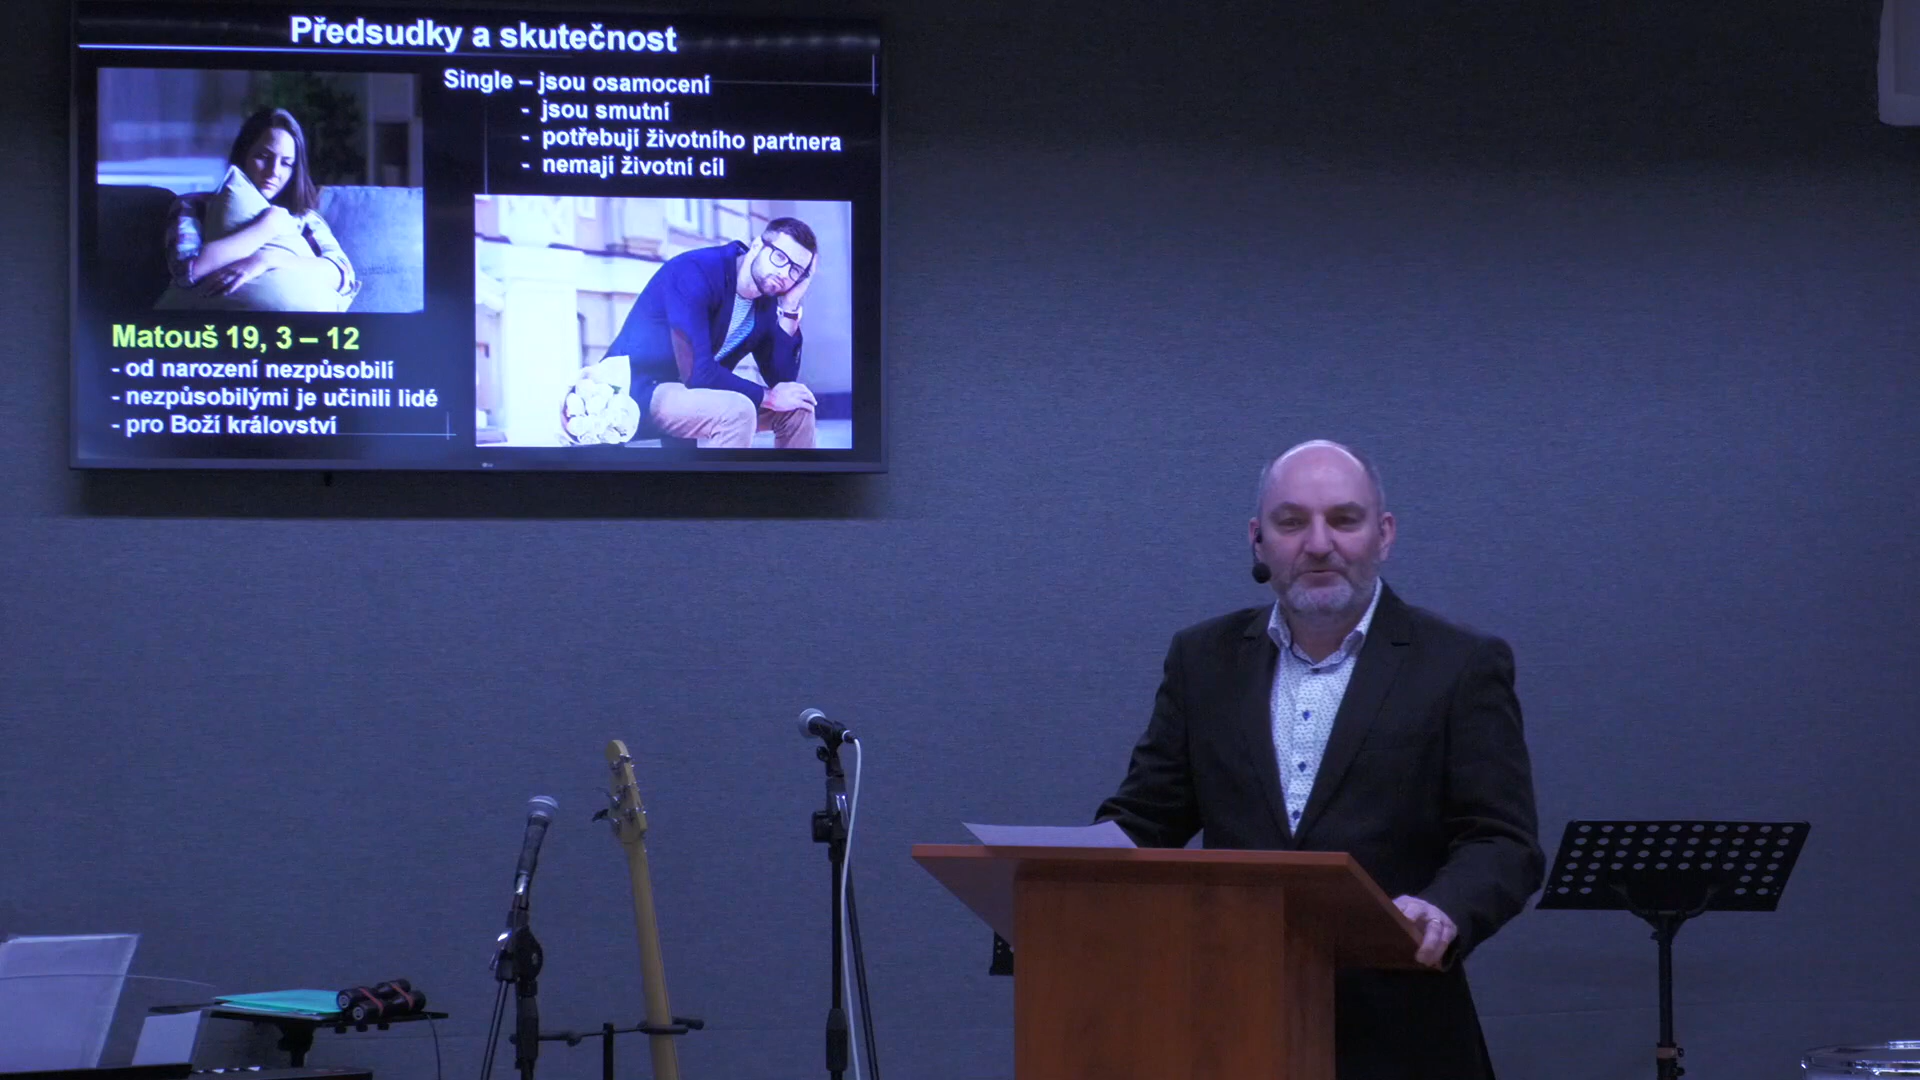 Předsudky a skutečnost
Single – jsou osamocení
- jsou smutní
- potřebují životního partnera
- nemají životní cíl
Matouš 19, 3 – 12
- od narození nezpůsobilí
- nezpůsobilými je učinili lidé
- pro Boží království